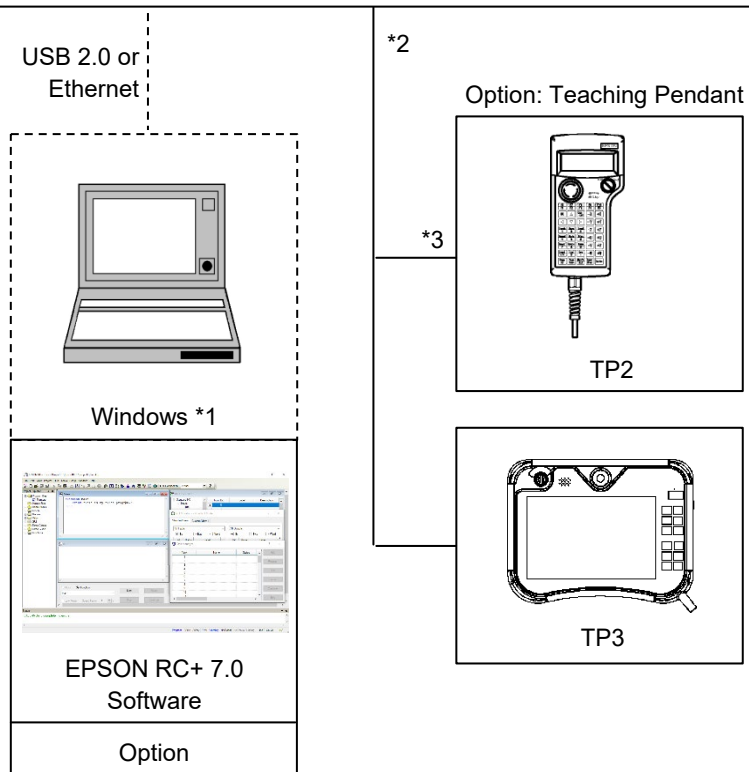 USB 2.0 or
Ethernet
*2
Option: Teaching Pendant
*3
TP2
Windows *1
TP3
EPSON RC+ 7.0
Software
Option